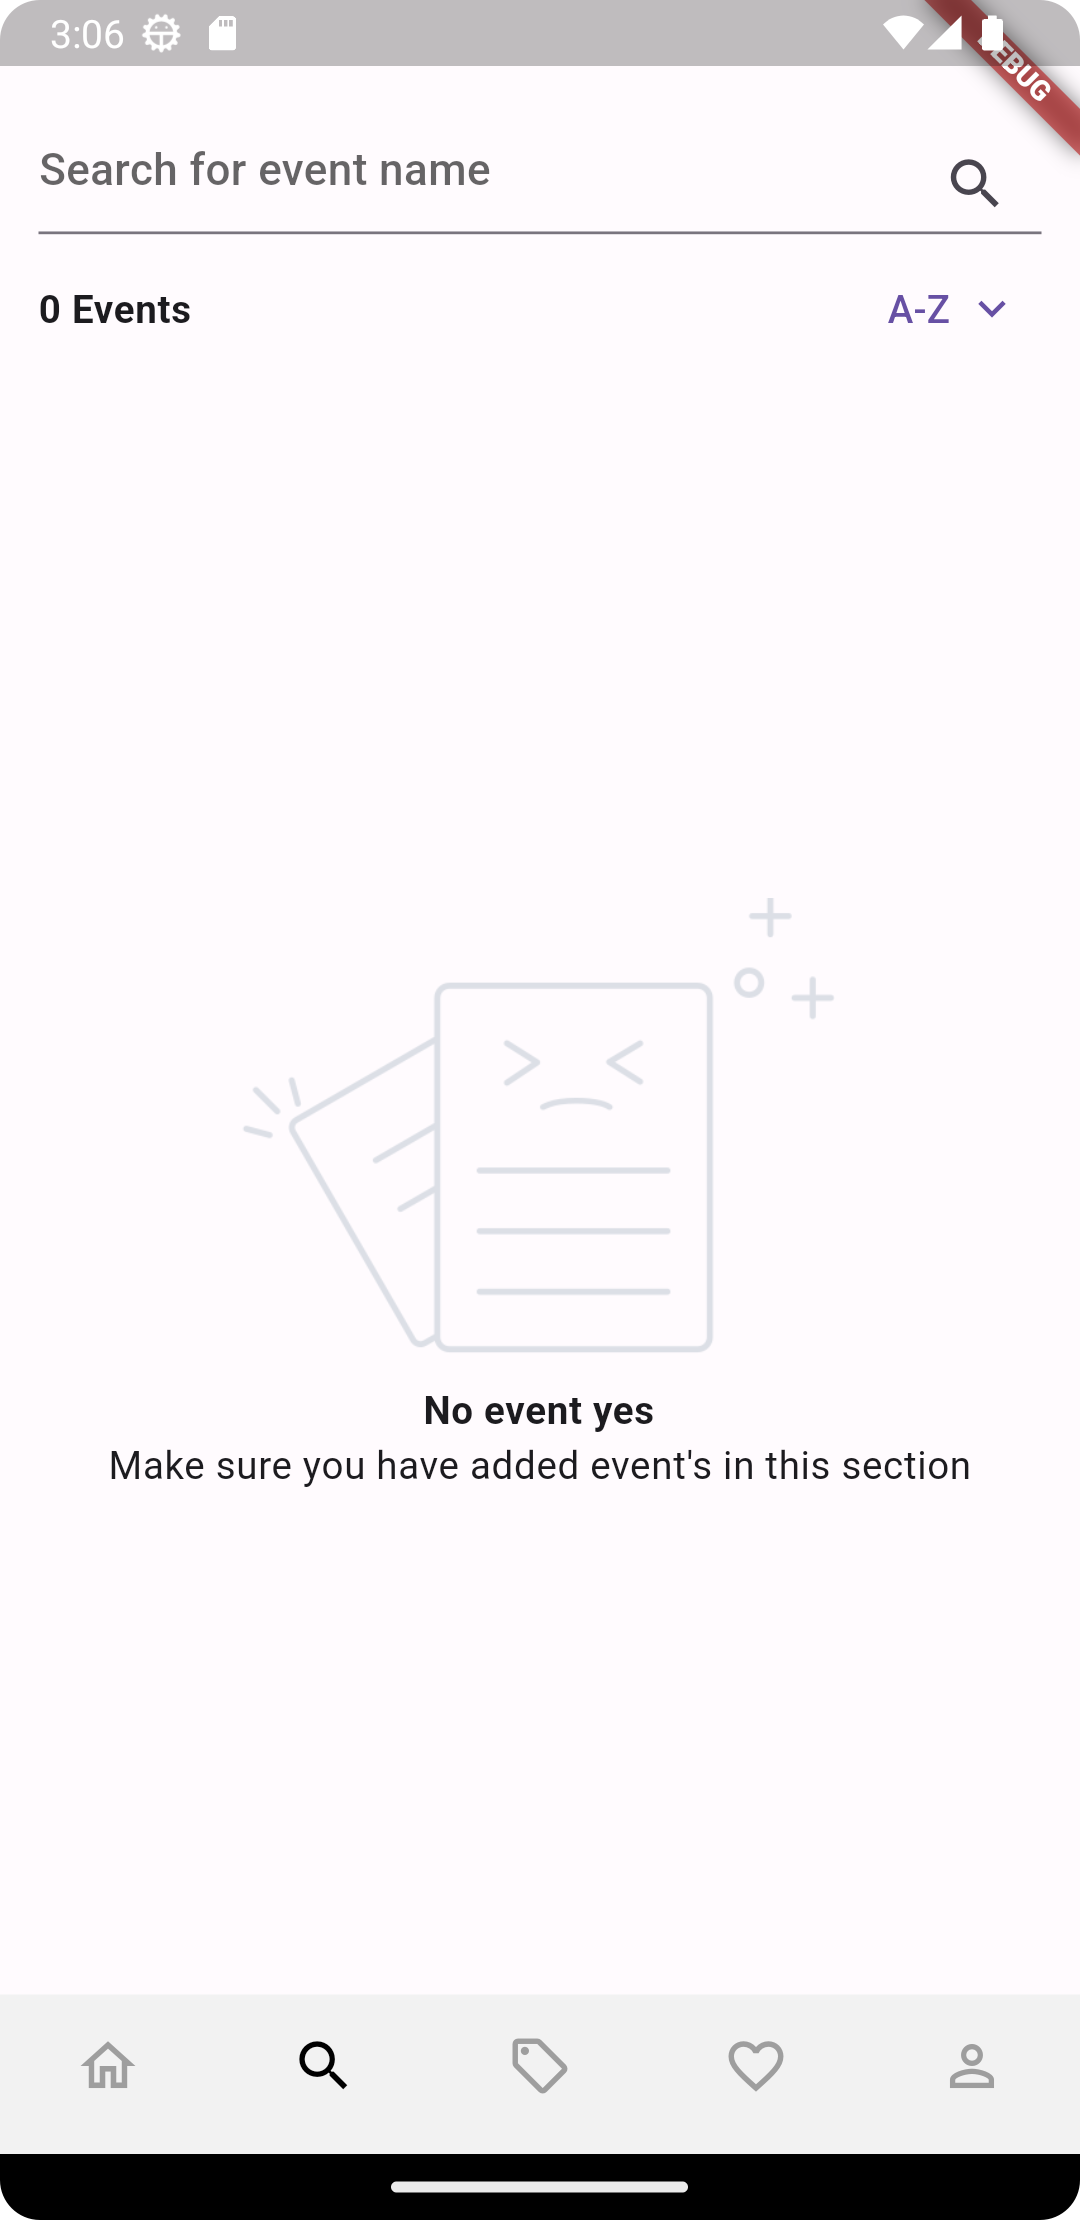 3:06
DEBUG
Search for event name
0 Events
A-Z
No event yes
Make sure you have added event's in this section